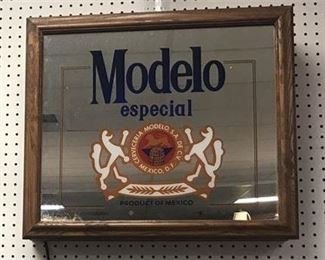 Modelo
especial
CERVECERIA MODELO, S.A. DE C.V.
MEXICO, D.F.
PRODUCT OF MEXICO